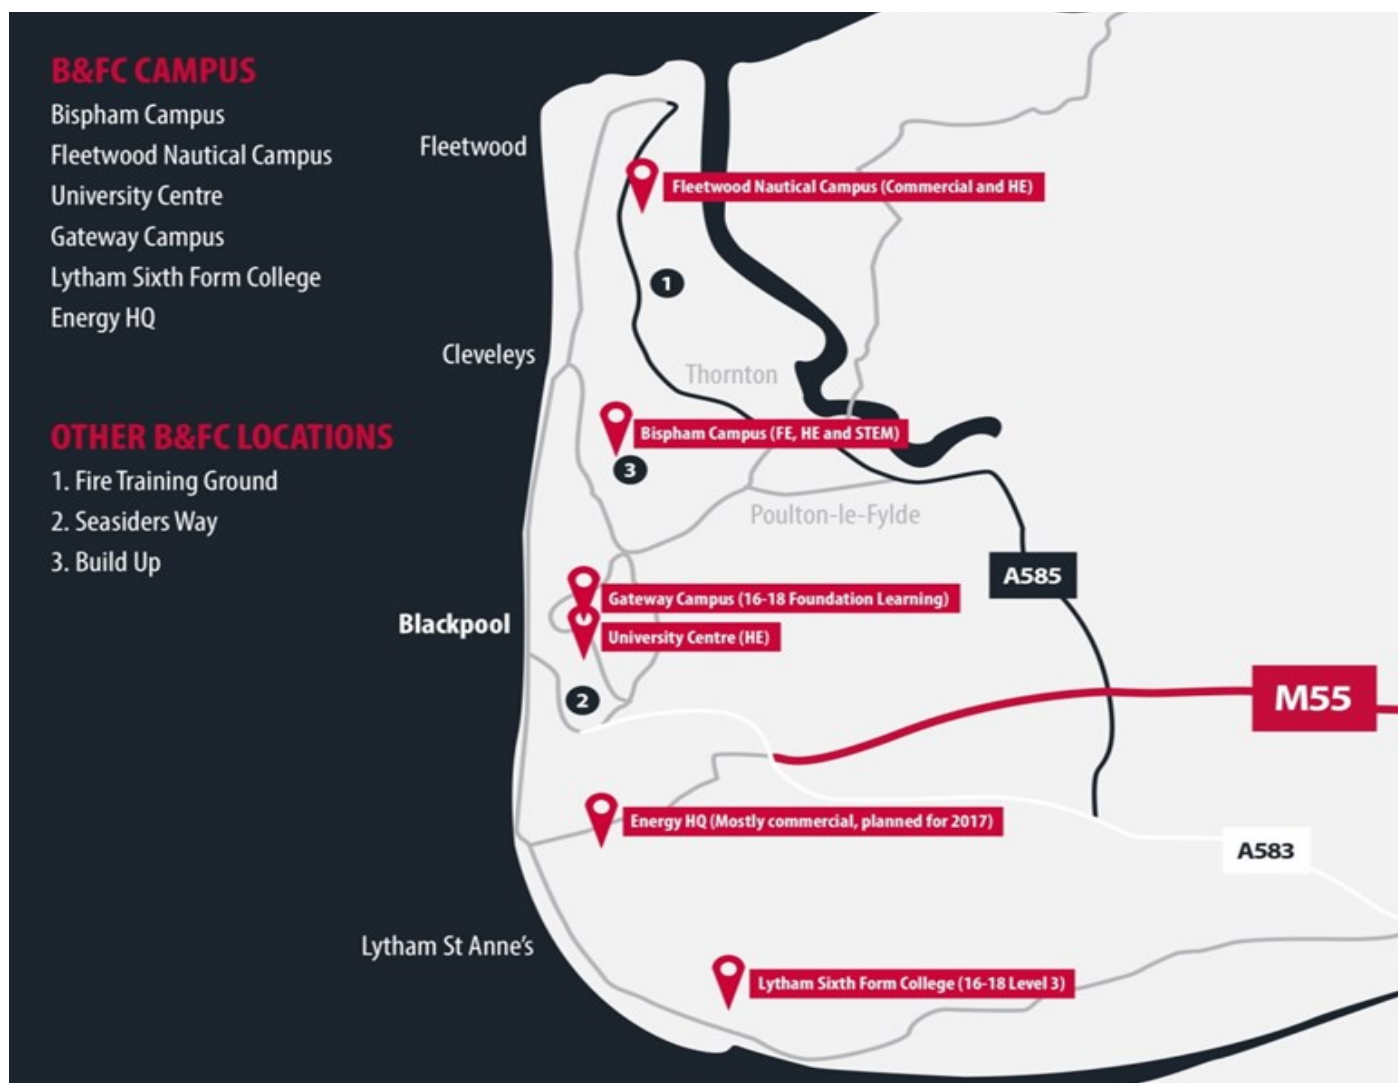 B&FC CAMPUS
Bispham Campus
Fleetwood Nautical Campus
University Centre
Gateway Campus
Lytham Sixth Form College
Energy HQ
OTHER B&FC LOCATIONS
1. Fire Training Ground
2. Seasiders Way
3. Build Up
Fleetwood
Fleetwood Nautical Campus (Commercial and HE)
1
Cleveleys
Thornton
Bispham Campus (FE, HE and STEM)
3
Poulton-le-Fylde
A585
Gateway Campus (16-18 Foundation Learning)
Blackpool
University Centre (HE)
2
M55
Energy HQ (Mostly commercial, planned for 2017)
A583
Lytham St Anne's
Lytham Sixth Form College (16-18 Level 3)